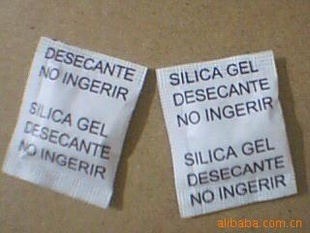 DESECANTE
NO INGERIR
SILICA GEL
DESECANTE
NO INGERIR
SILICA GEL
DESECANTE
NO INGERIR
SILICA GEL
DESECANTE
NO INGERIR
alibaba.com.cn